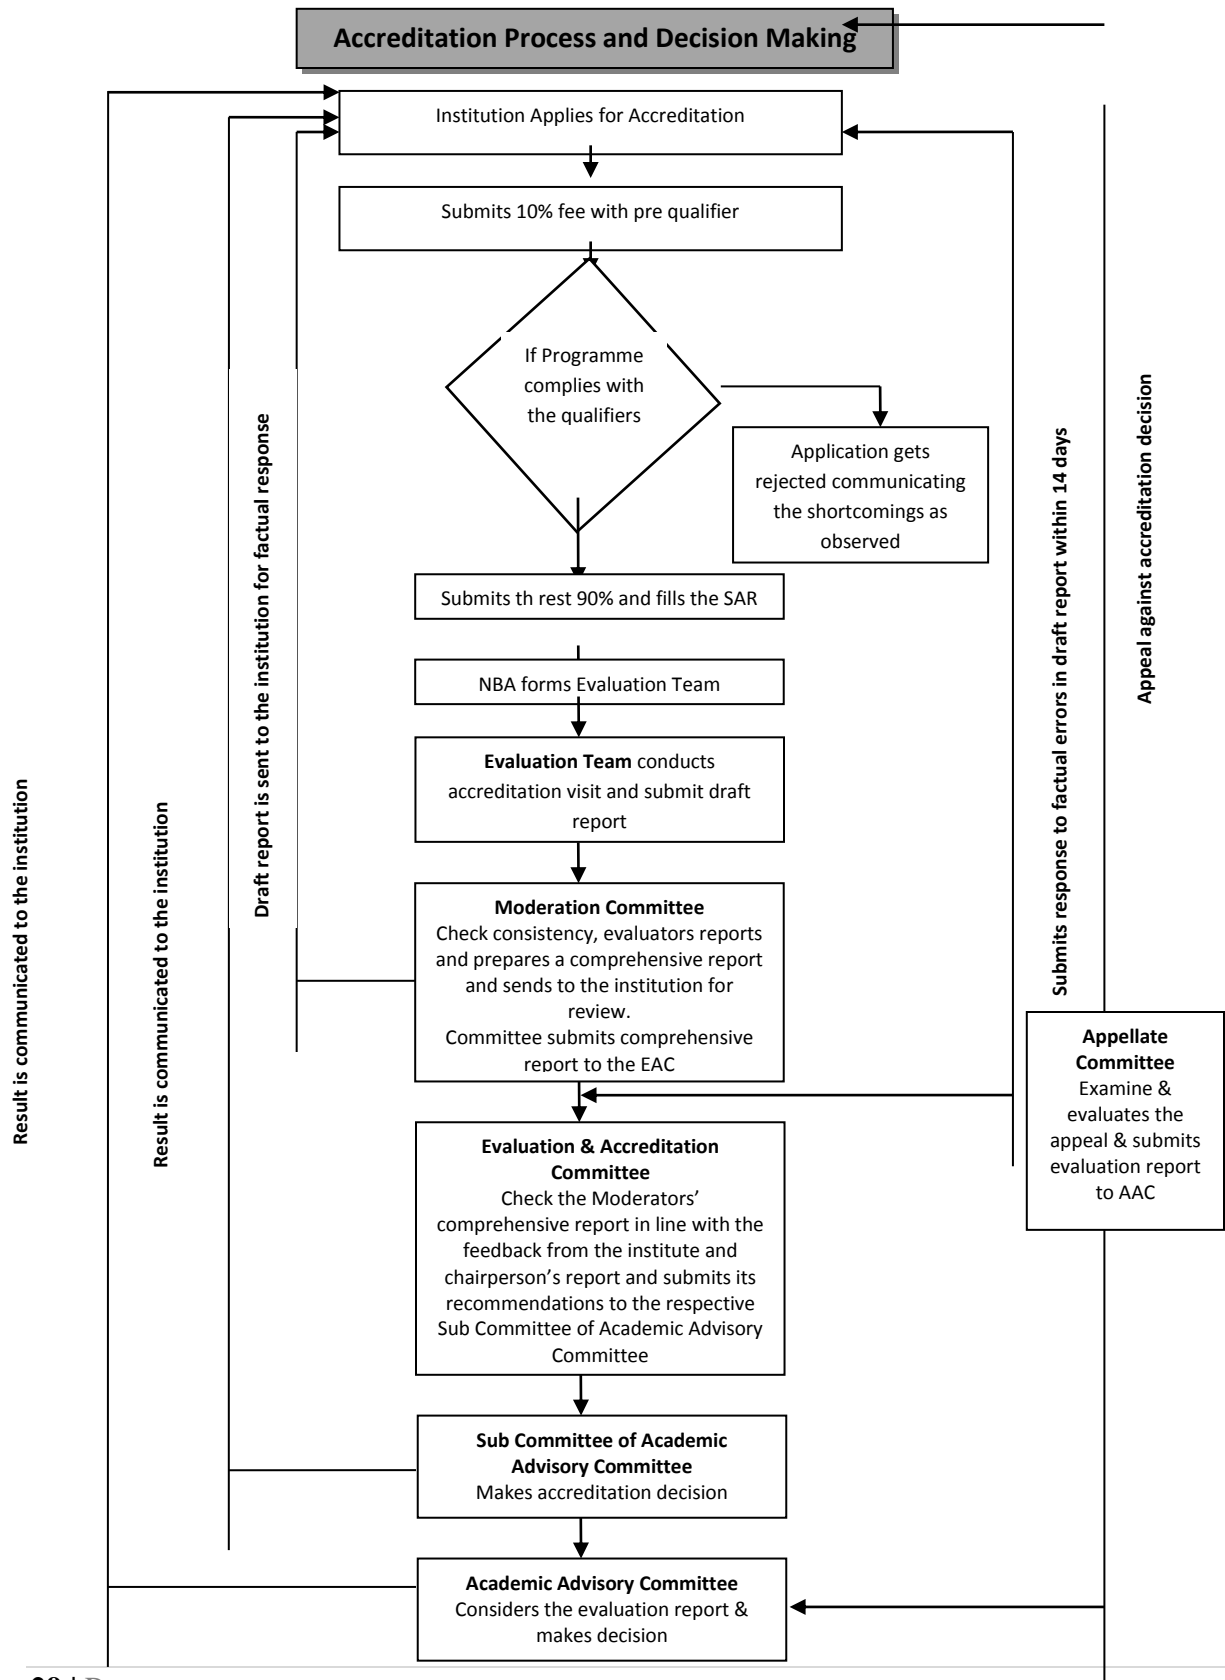 Accreditation Process and Decision Making
Institution Applies for Accreditation
Submits 10% fee with pre qualifier
If Programme
complies with
the qualifiers
Application gets
rejected communicating
the shortcomings as
observed
Submits th rest 90% and fills the SAR
NBA forms Evaluation Team
Evaluation Team conducts
accreditation visit and submit draft
report
Moderation Committee
Check consistency, evaluators reports
and prepares a comprehensive report
and sends to the institution for
review.
Committee submits comprehensive
report to the EAC
Evaluation & Accreditation
Committee
Check the Moderators’
comprehensive report in line with the
feedback from the institute and
chairperson’s report and submits its
recommendations to the respective
Sub Committee of Academic Advisory
Committee
Sub Committee of Academic
Advisory Committee
Makes accreditation decision
Academic Advisory Committee
Considers the evaluation report &
makes decision
Result is communicated to the institution
Result is communicated to the institution
Draft report is sent to the institution for factual response
Submits response to factual errors in draft report within 14 days
Appeal against accreditation decision
Appellate
Committee
Examine &
evaluates the
appeal & submits
evaluation report
to AAC